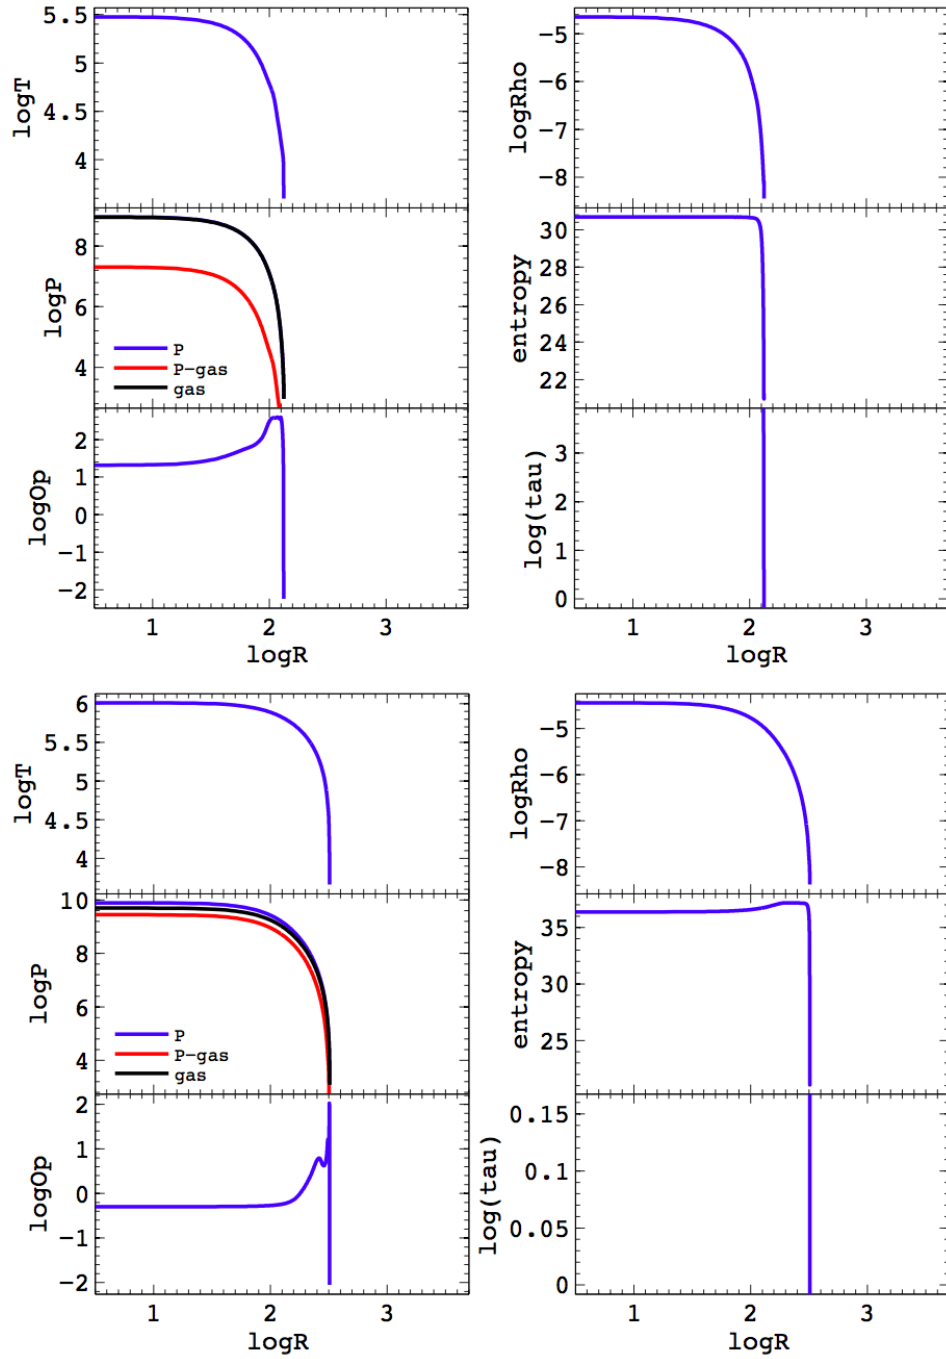 5.5
5
4.5
4
logT
-5
-6
-7
-8
logRho
8
6
4
logP
P
P-gas
gas
30
28
26
24
22
entropy
2
1
0
-1
-2
logOp
1
2
3
logR
3
2
1
0
log(tau)
1
2
3
logR
6
5.5
5
4.5
4
logT
-5
-6
-7
-8
logRho
10
8
6
4
logP
P
P-gas
gas
35
30
25
entropy
2
1
0
-1
-2
logOp
1
2
3
logR
0.15
0.1
0.05
0
log(tau)
1
2
3
logR